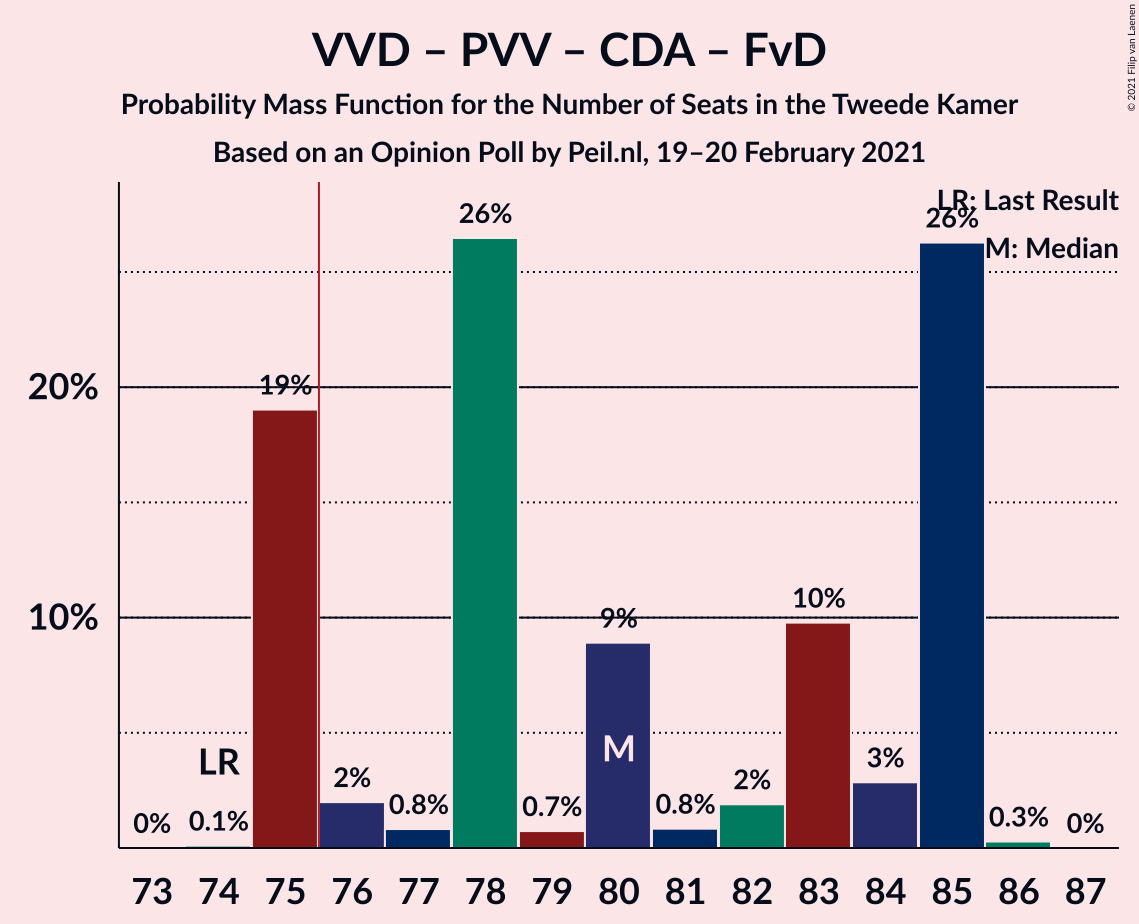 VVD – PVV – CDA – FvD
Probability Mass Function for the Number of Seats in the Tweede Kamer
Based on an Opinion Poll by Peil.nl, 19–20 February 2021
© 2021 Filip van Laenen
LR: Last Result
M: Median
26%
26%
20%
19%
10%
10%
9%
LR
M
0%
0.1%
2%
0.8%
0.7%
0.8%
2%
3%
0.3%
0%
73 74 75 76 77 78 79 80 81 82 83 84 85 86 87